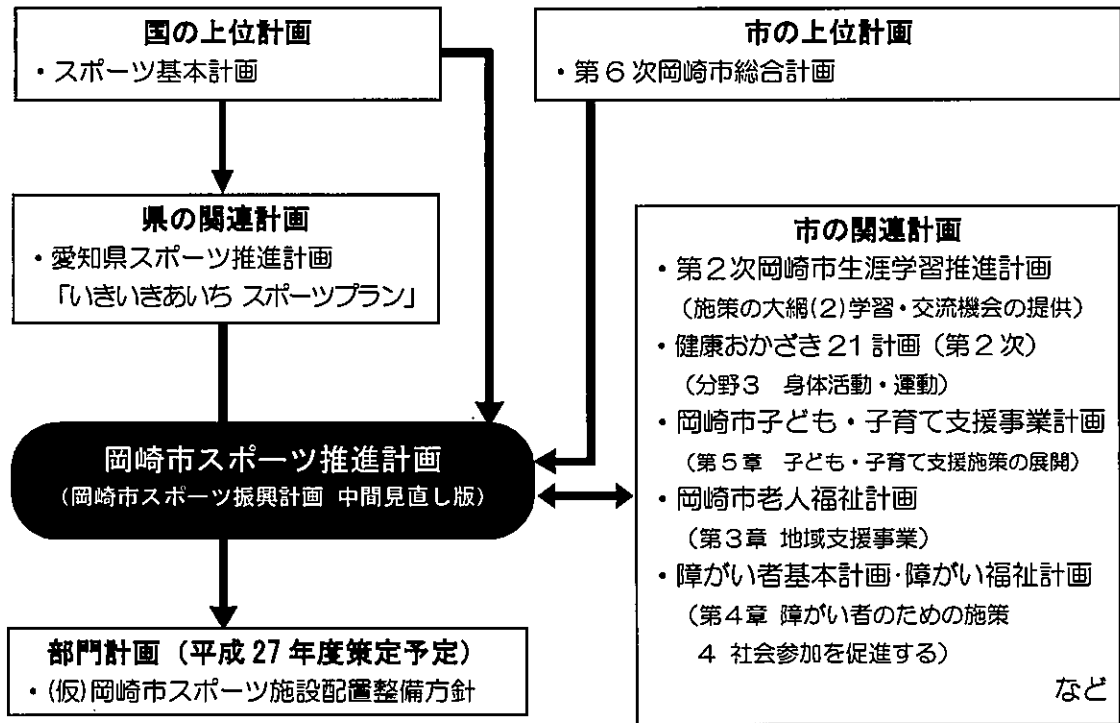 国の上位計画
・スポーツ基本計画
市の上位計画
・第6次岡崎市総合計画
県の関連計画
・愛知県スポーツ推進計画
「いきいきあいち スポーツプラン」
市の関連計画
・第2次岡崎市生涯学習推進計画
(施策の大綱(2)学習・交流機会の提供)
・健康おかざき21計画(第2次)
(分野3 身体活動・運動)
・岡崎市子ども・子育て支援事業計画
(第5章 子ども・子育て支援施策の展開)
・岡崎市老人福祉計画
(第3章 地域支援事業)
・障がい者基本計画・障がい福祉計画
(第4章 障がい者のための施策
4 社会参加を促進する)
など
岡崎市スポーツ推進計画
(岡崎市スポーツ振興計画 中間見直し版)
部門計画(平成27年度策定予定)
・(仮)岡崎市スポーツ施設配置整備方針